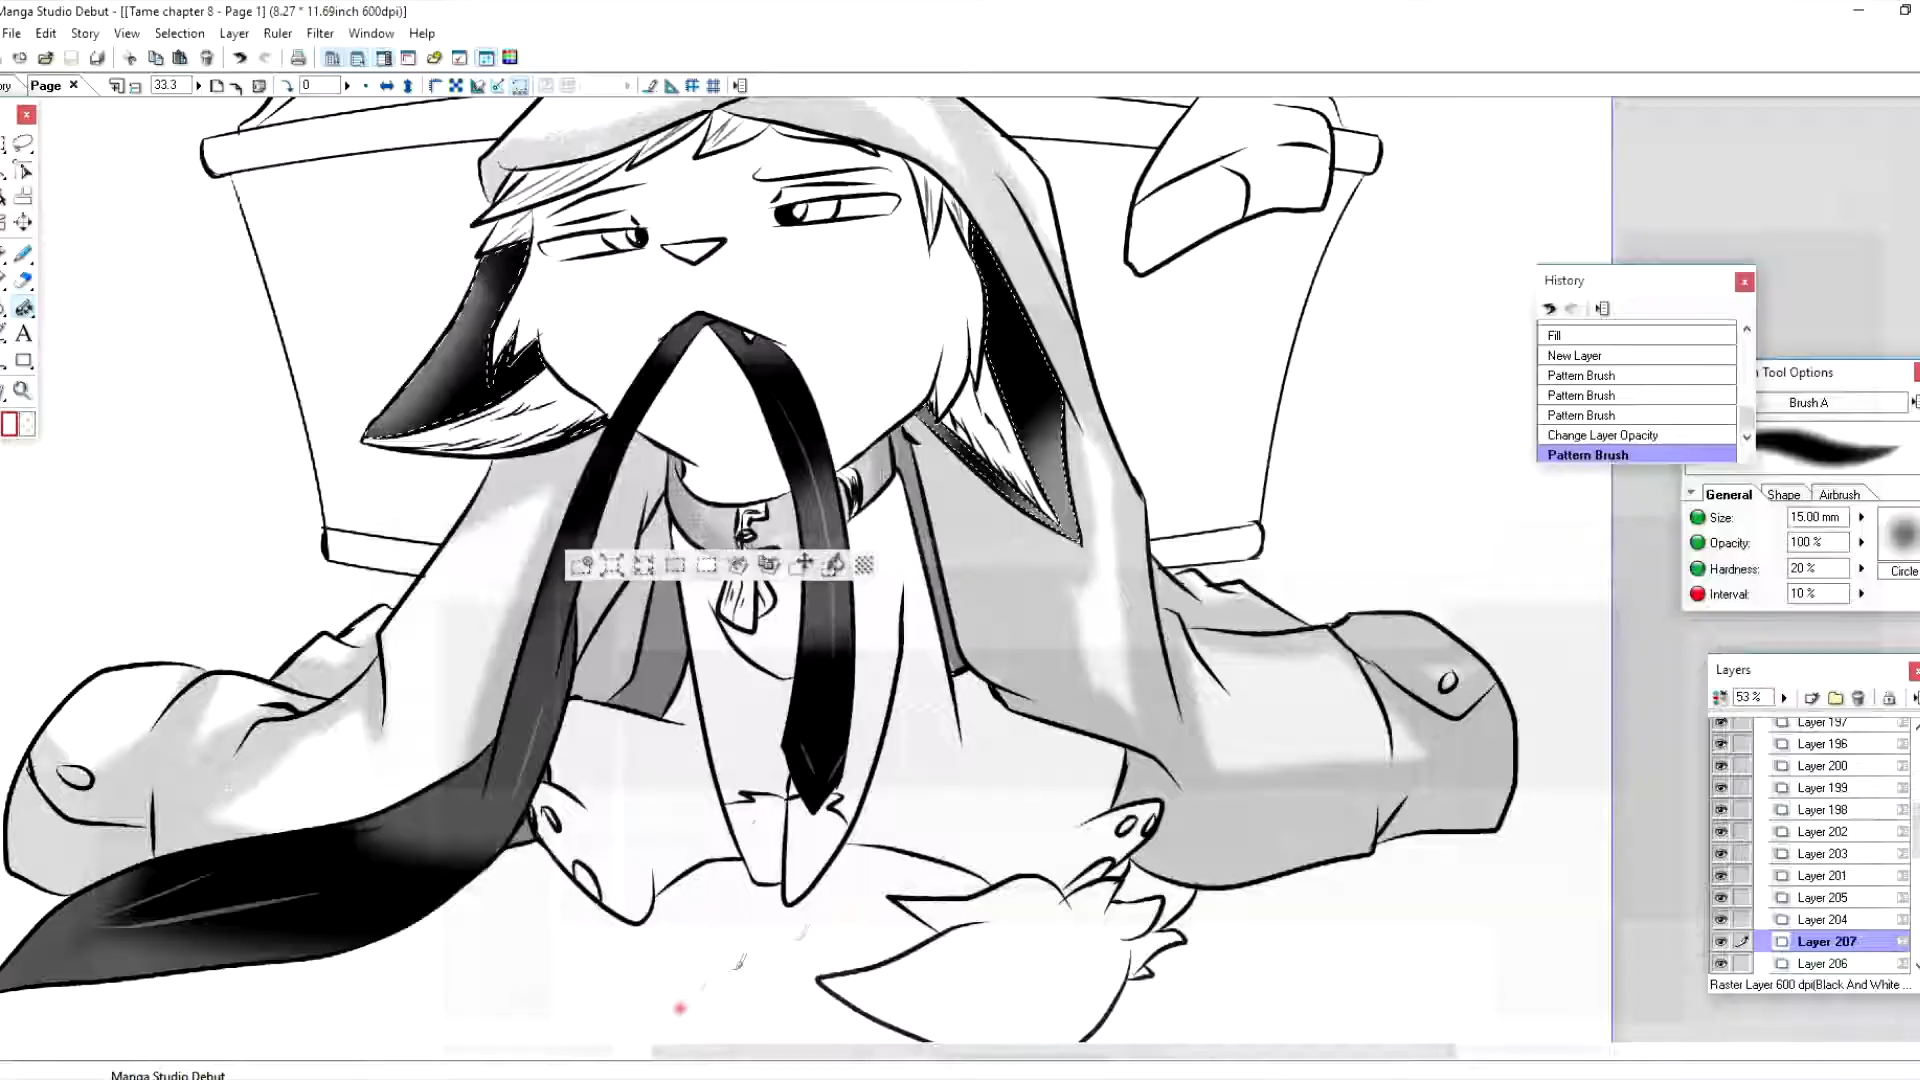 Manga Studio Debut - [[Tame chapter 8 - Page 1] (8.27 * 11.69inch 600dpi)]
File Edit Story View Selection Layer Ruler Filter Window Help
ory Page 33.3 0
A
History
Fill
New Layer
Pattern Brush
Pattern Brush
Pattern Brush
Change Layer Opacity
Pattern Brush
n Tool Options
Brush A
General Shape Airbrush
Size: 15.00 mm
Opacity: 100 %
Hardness: 20 %
Circle
Interval: 10 %
Layers
53 %
Layer 197
Layer 196
Layer 200
Layer 199
Layer 198
Layer 202
Layer 203
Layer 201
Layer 205
Layer 204
Layer 207
Layer 206
Raster Layer 600 dpi(Black And White ...
Manga Studio Debut